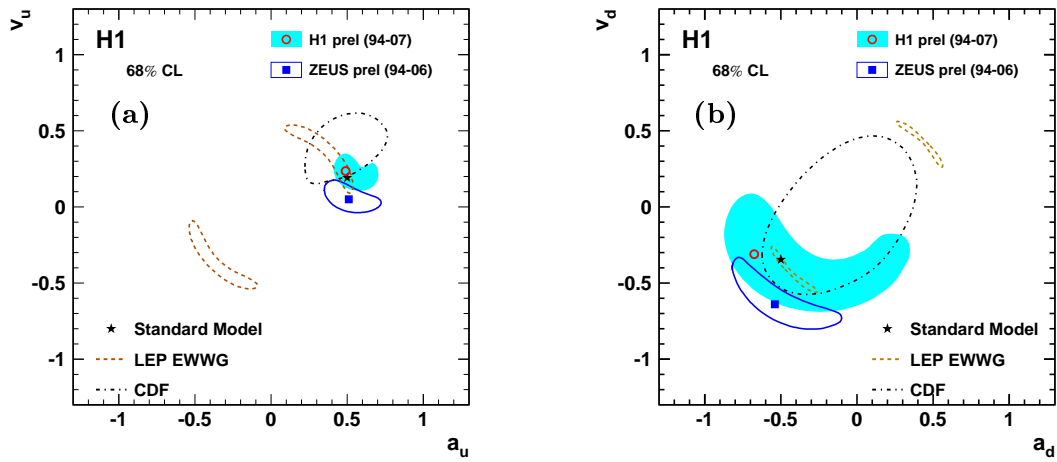 v_u
H1
68% CL
H1 prel (94-07)
ZEUS prel (94-06)
(a)
1
0.5
0
-0.5
-1
Standard Model
LEP EWWG
CDF
-1 -0.5 0 0.5 1
a_u
v_d
H1
68% CL
H1 prel (94-07)
ZEUS prel (94-06)
(b)
1
0.5
0
-0.5
-1
Standard Model
LEP EWWG
CDF
-1 -0.5 0 0.5 1
a_d